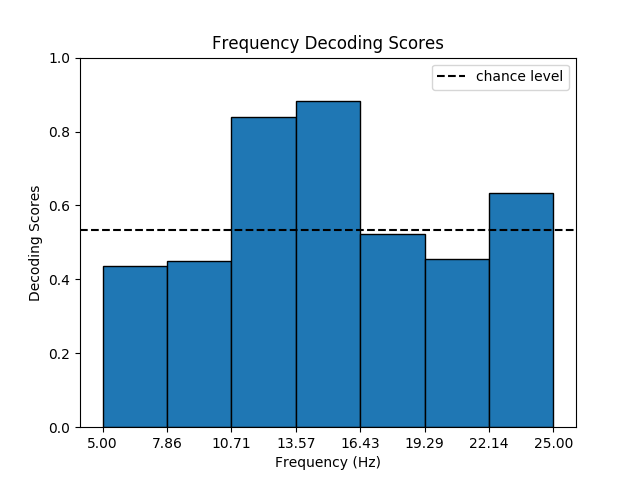 Frequency Decoding Scores
1.0
chance level
0.8
0.6
0.4
0.2
0.0
Decoding Scores
5.00 7.86 10.71 13.57 16.43 19.29 22.14 25.00
Frequency (Hz)